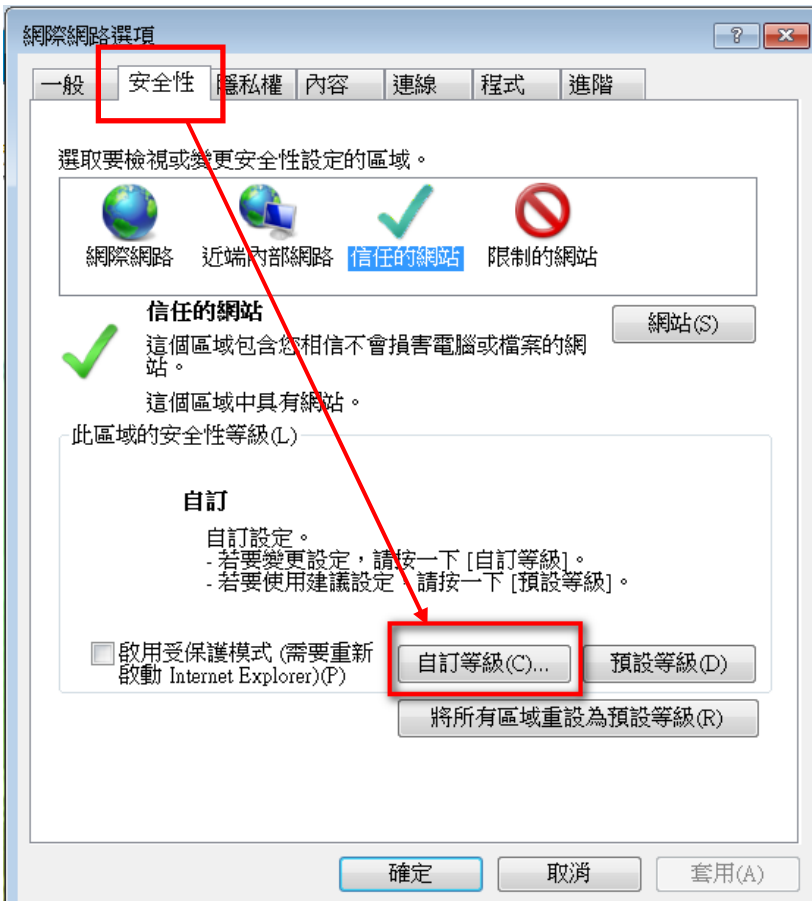 網際網路選項
一般 安全性 隱私權 內容 連線 程式 進階
選取要檢視或變更安全性設定的區域。
網際網路 近端內部網路 信任的網站 限制的網站
信任的網站
網站(S)
這個區域包含您相信不會損害電腦或檔案的網
站。
這個區域中具有網站。
此區域的安全性等級(L)
自訂
自訂設定。
- 若要變更設定，請按一下 [自訂等級]。
- 若要使用建議設定，請按一下 [預設等級]。
啟用受保護模式 (需要重新
啟動 Internet Explorer)(P)
自訂等級(C)... 預設等級(D)
將所有區域重設為預設等級(R)
確定 取消 套用(A)